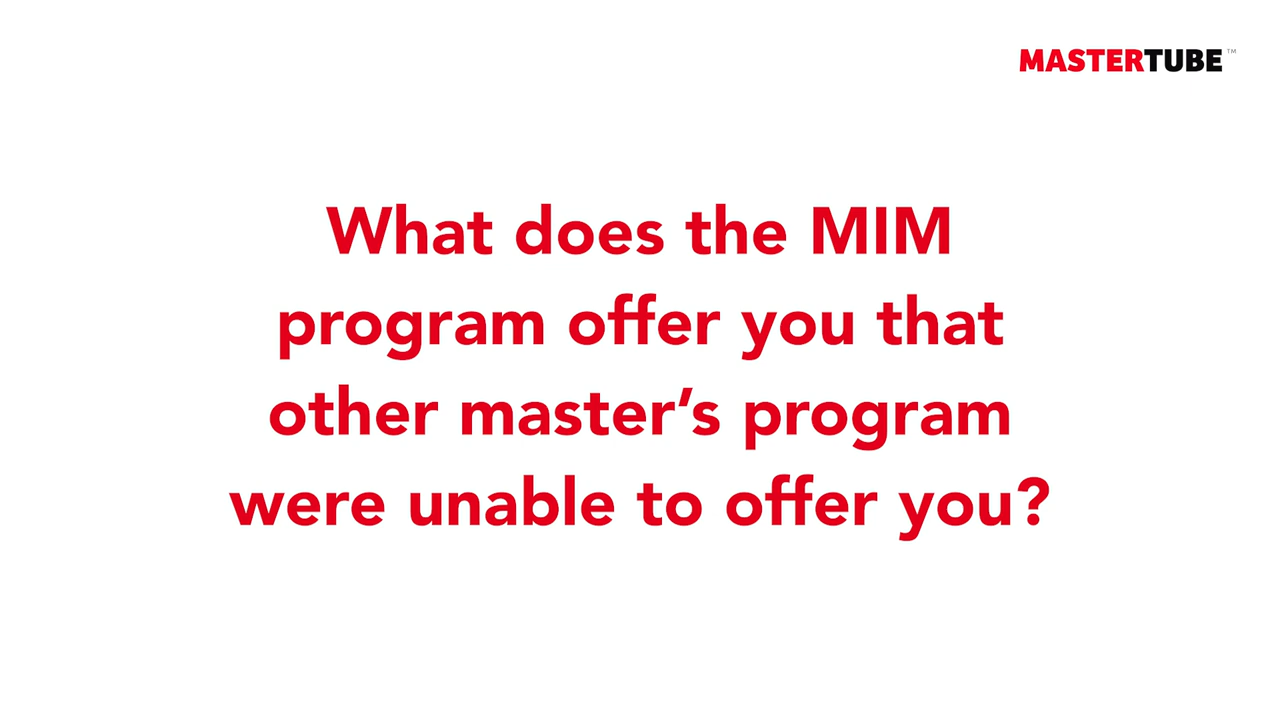 MASTERTUBE™
What does the MIM
program offer you that
other master’s program
were unable to offer you?